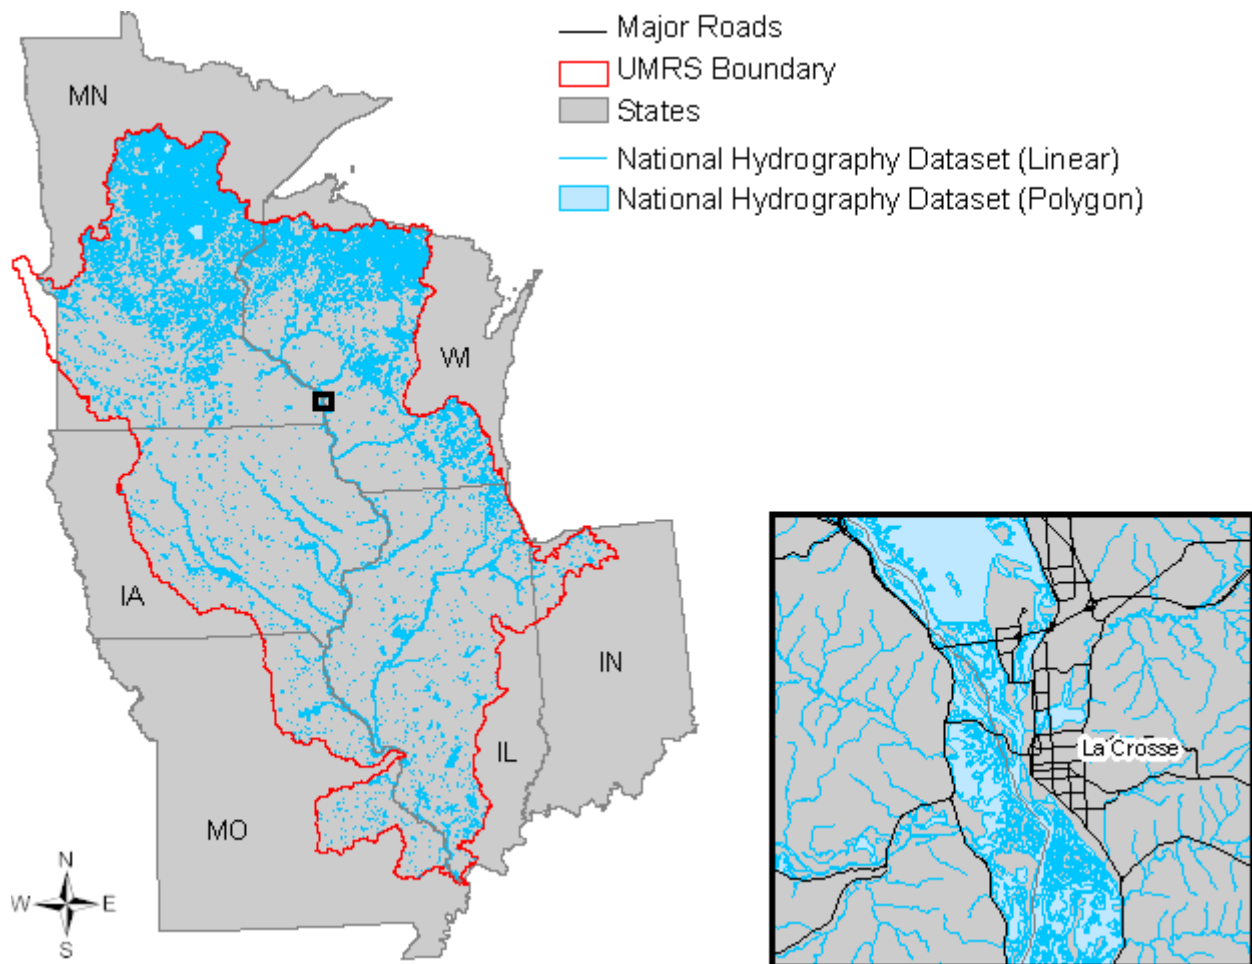 Major Roads
UMRS Boundary
States
National Hydrography Dataset (Linear)
National Hydrography Dataset (Polygon)
MN
WI
IA
IN
IL
MO
La Crosse
N
W E
S